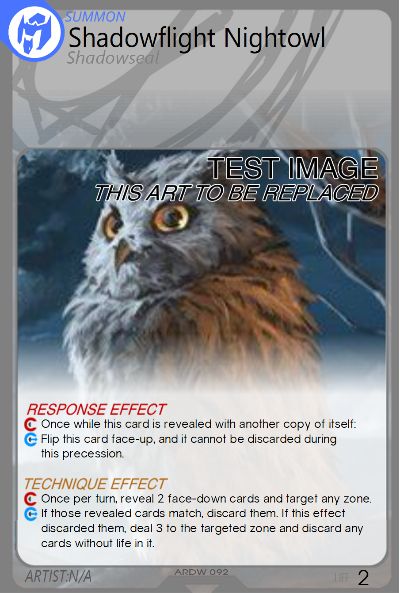 SUMMON
Shadowflight Nightowl
Shadowseal
TEST IMAGE
THIS ART TO BE REPLACED
RESPONSE EFFECT
C Once while this card is revealed with another copy of itself:
Flip this card face-up, and it cannot be discarded during
this precession.
TECHNIQUE EFFECT
C Once per turn, reveal 2 face-down cards and target any zone.
If those revealed cards match, discard them. If this effect
discarded them, deal 3 to the targeted zone and discard any
cards without life in it.
ARTIST:N/A
ARDW 092
LIFE 2